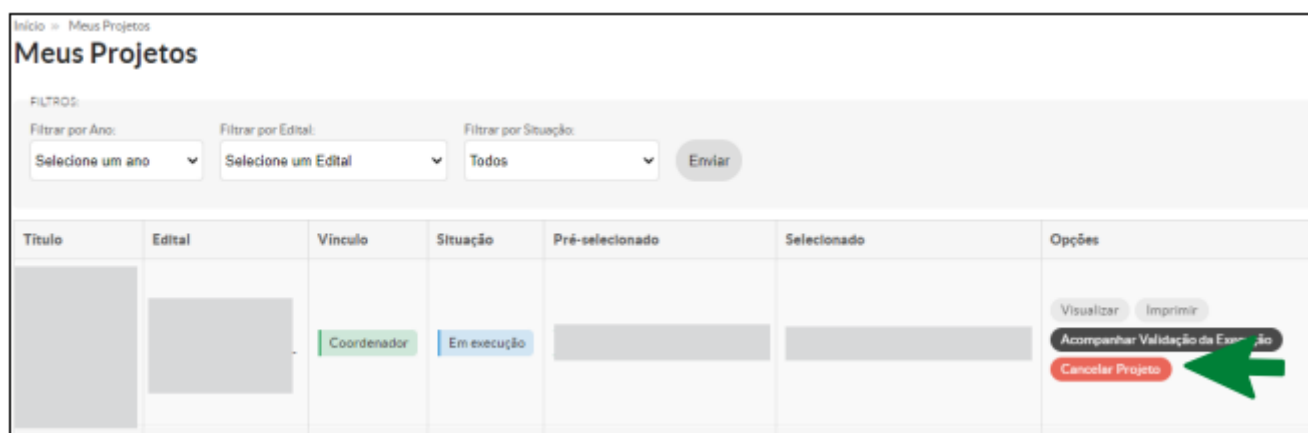 Início » Meus Projetos
Meus Projetos
FILTROS:
Filtrar por Ano: Filtrar por Edital: Filtrar por Situação:
Selecione um ano Selecione um Edital Todos Enviar
Título Edital Vínculo Situação Pré-selecionado Selecionado Opções
Visualizar Imprimir
Coordenador Em execução Acompanhar Validação da Execução
Cancelar Projeto